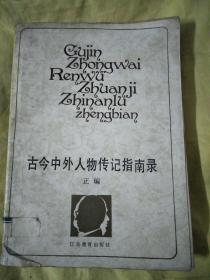 Gujin
Zhongwai
Renwu
Zhuanji
Zhinanlu
zhengbian
古今中外人物传记指南录
正编
江苏教育出版社